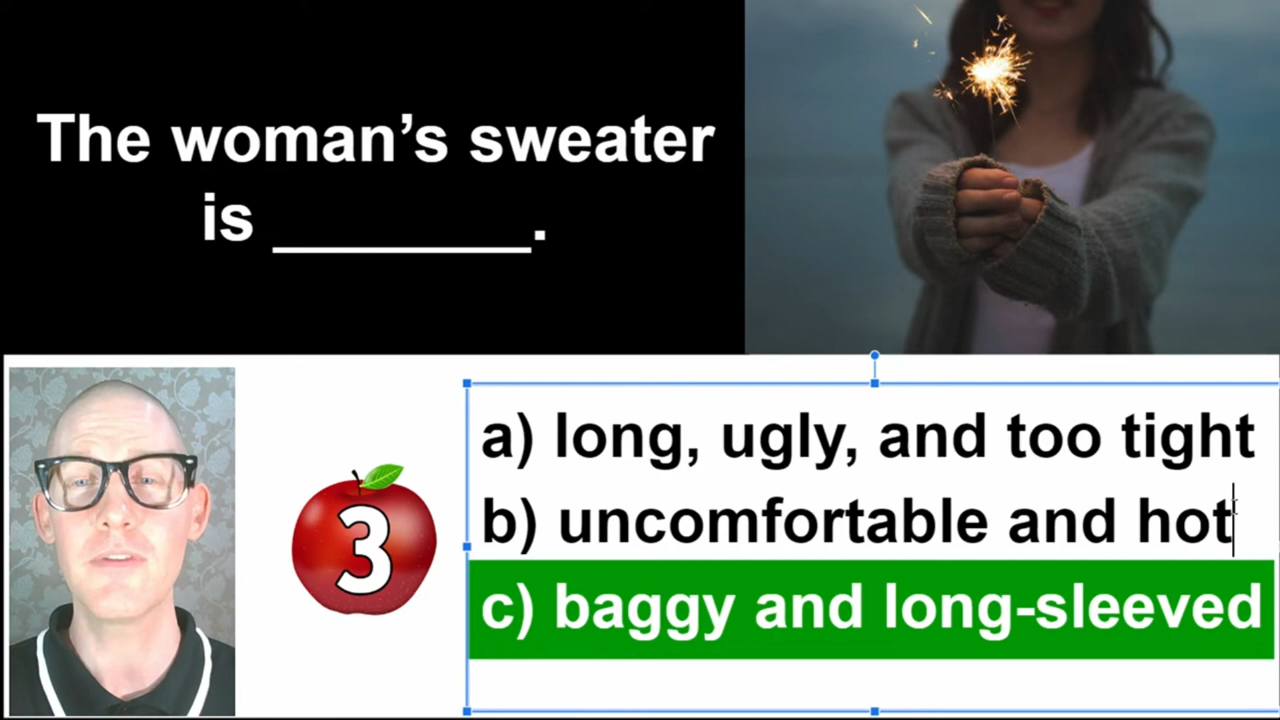 The woman’s sweater
is ________.
3
a) long, ugly, and too tight
b) uncomfortable and hot
c) baggy and long-sleeved